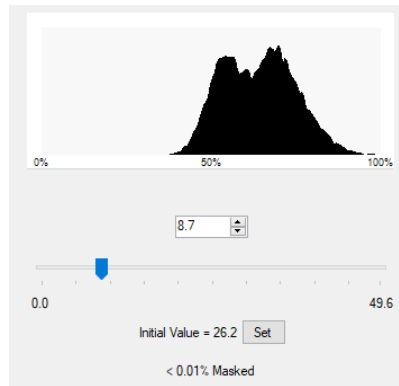 0% 50% 100%
8.7
0.0 49.6
Initial Value = 26.2 Set
< 0.01% Masked